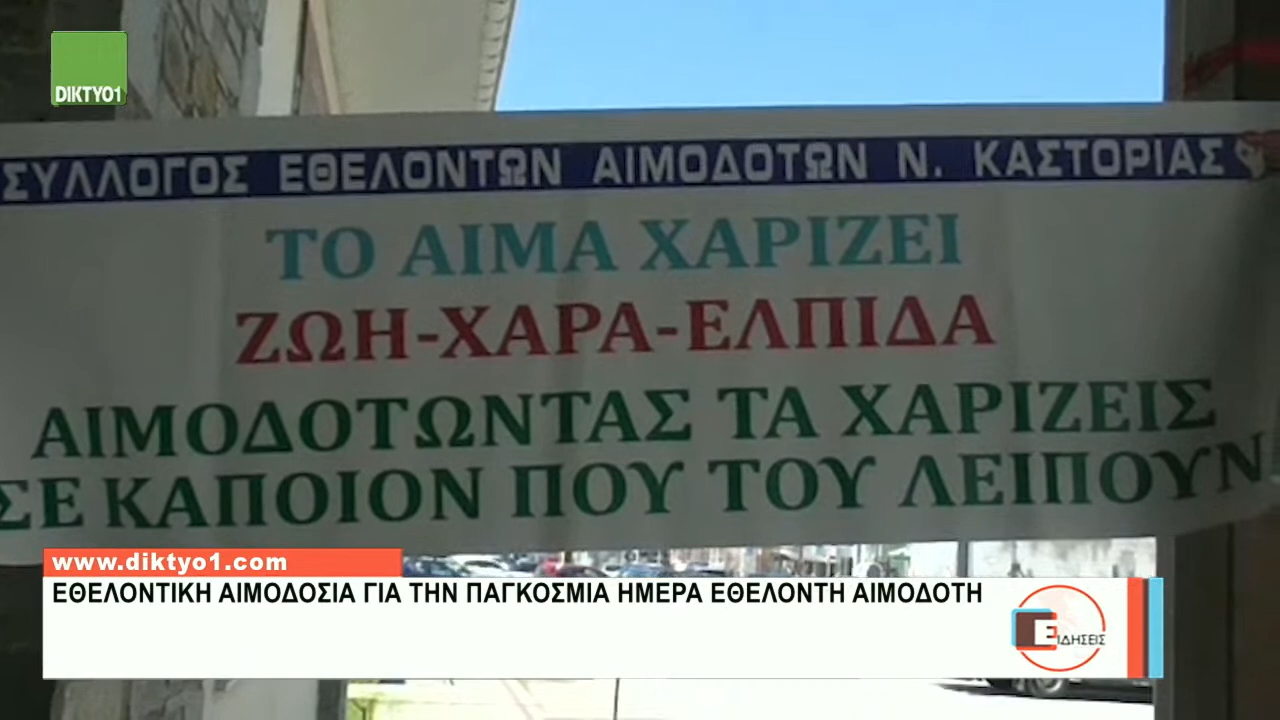 ΔΙΚΤΥΟ1
ΣΥΛΛΟΓΟΣ ΕΘΕΛΟΝΤΩΝ ΑΙΜΟΔΟΤΩΝ Ν. ΚΑΣΤΟΡΙΑΣ
ΤΟ ΑΙΜΑ ΧΑΡΙΖΕΙ
ΖΩΗ-ΧΑΡΑ-ΕΛΠΙΔΑ
ΑΙΜΟΔΟΤΩΝΤΑΣ ΤΑ ΧΑΡΙΖΕΙΣ
ΣΕ ΚΑΠΟΙΟΝ ΠΟΥ ΤΟΥ ΛΕΙΠΟΥΝ
www.diktyo1.com
ΕΘΕΛΟΝΤΙΚΗ ΑΙΜΟΔΟΣΙΑ ΓΙΑ ΤΗΝ ΠΑΓΚΟΣΜΙΑ ΗΜΕΡΑ ΕΘΕΛΟΝΤΗ ΑΙΜΟΔΟΤΗ
ΕΙΔΗΣΕΙΣ